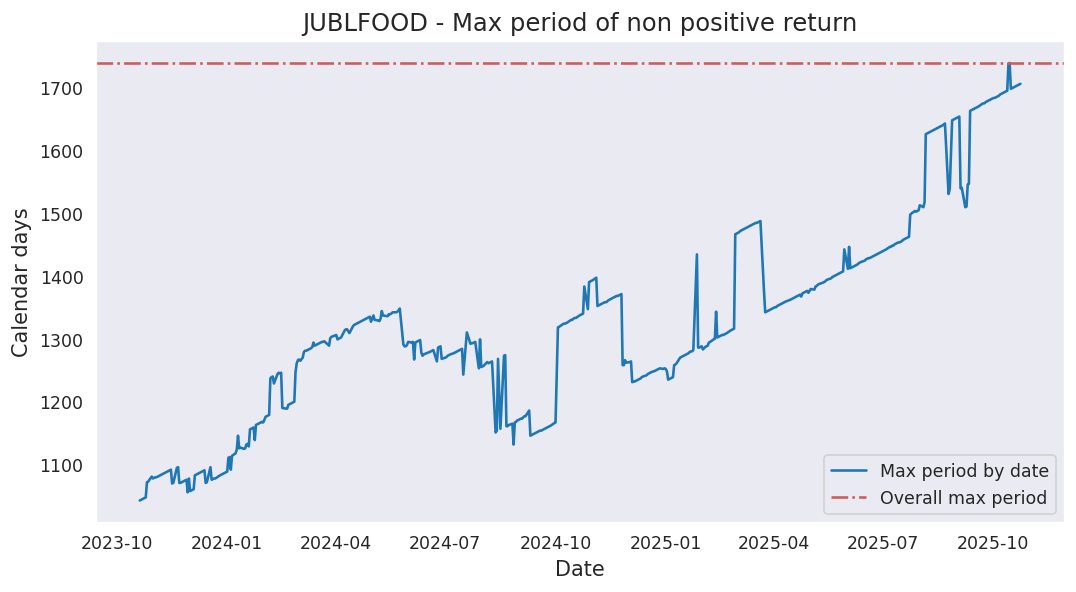 JUBLFOOD - Max period of non positive return
Calendar days
1700
1600
1500
1400
1300
1200
1100
Max period by date
Overall max period
2023-10 2024-01 2024-04 2024-07 2024-10 2025-01 2025-04 2025-07 2025-10
Date